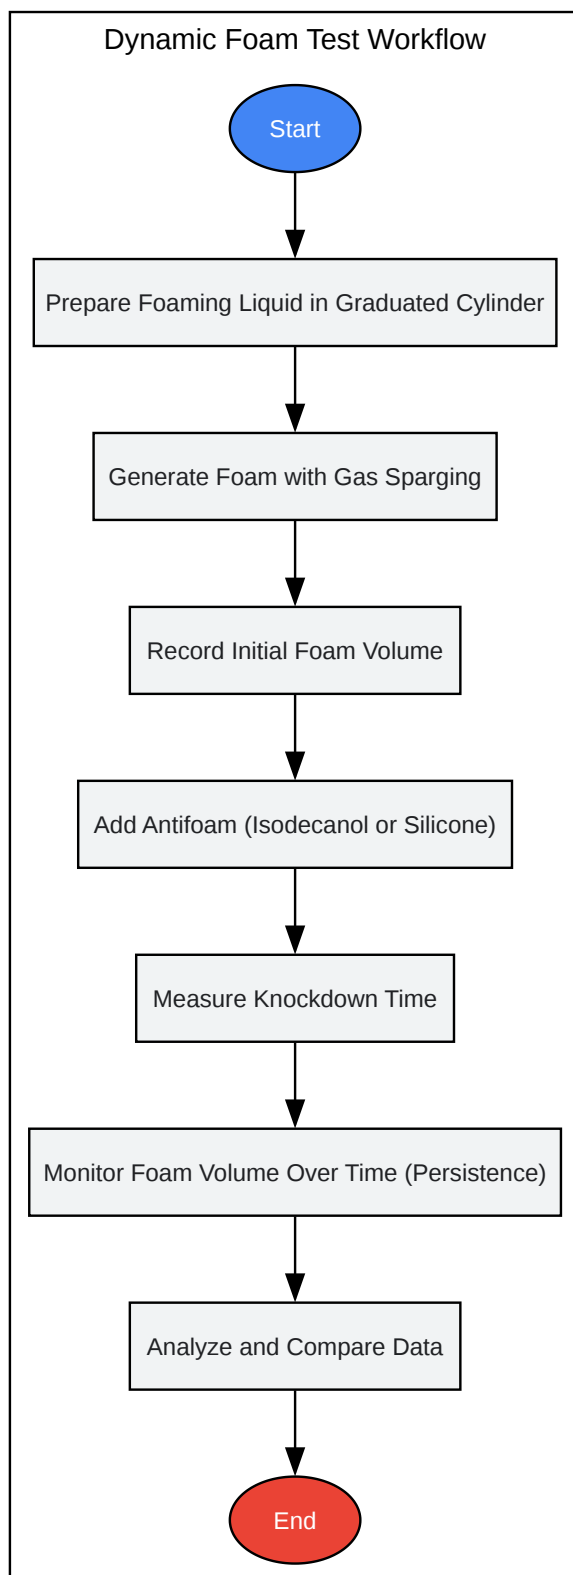 Dynamic Foam Test Workflow
Start
Prepare Foaming Liquid in Graduated Cylinder
Generate Foam with Gas Sparging
Record Initial Foam Volume
Add Antifoam (Isodecanol or Silicone)
Measure Knockdown Time
Monitor Foam Volume Over Time (Persistence)
Analyze and Compare Data
End